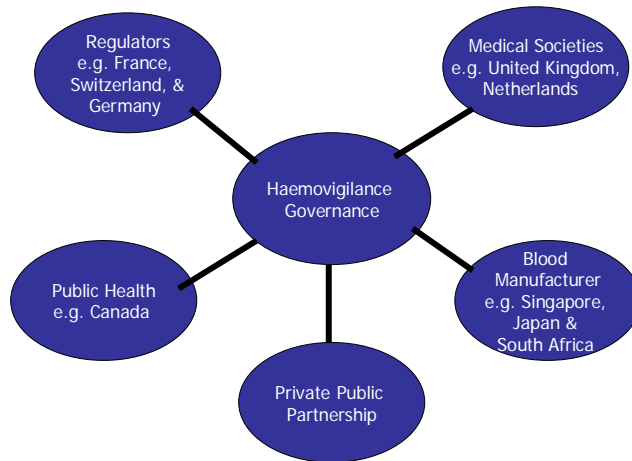 Regulators
e.g. France,
Switzerland, &
Germany
Medical Societies
e.g. United Kingdom,
Netherlands
Haemovigilance
Governance
Public Health
e.g. Canada
Blood
Manufacturer
e.g. Singapore,
Japan &
South Africa
Private Public
Partnership